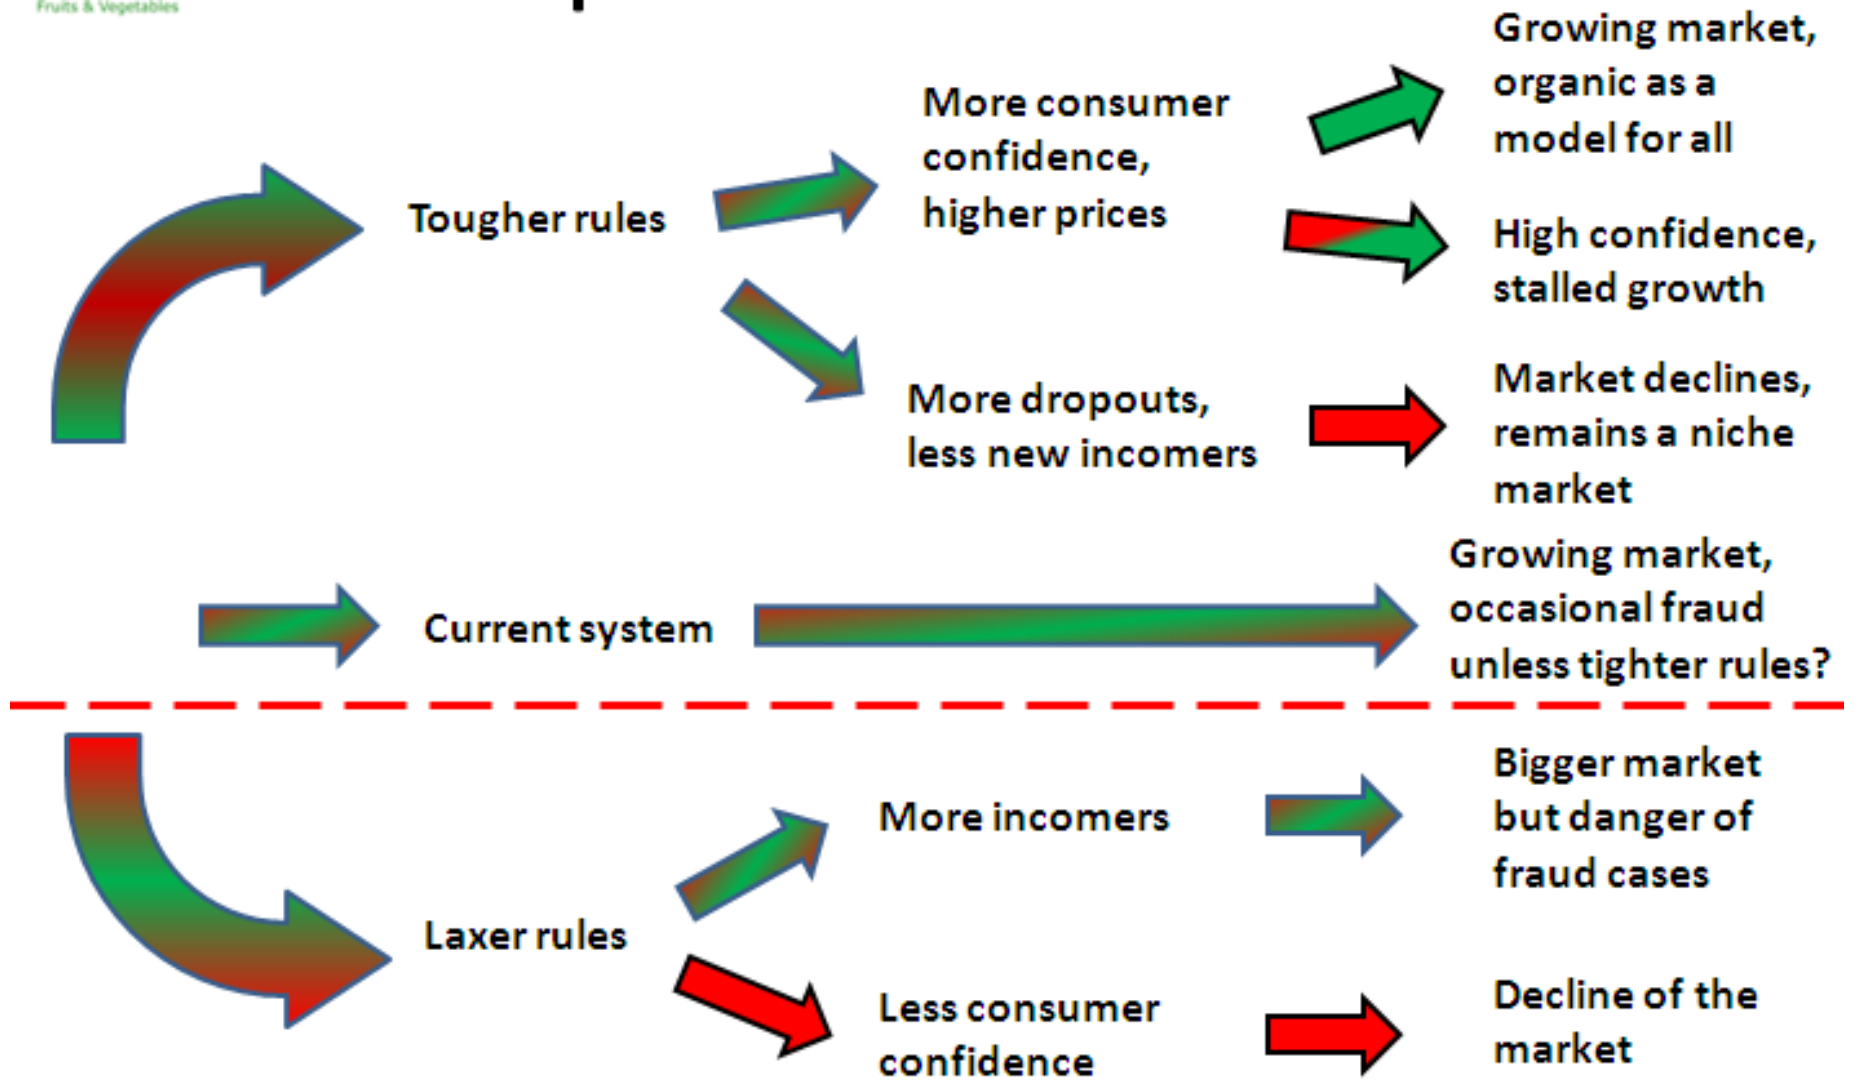 Fruits & Vegetables
Growing market,
organic as a
model for all
More consumer
confidence,
higher prices
Tougher rules
High confidence,
stalled growth
More dropouts,
less new incomers
Market declines,
remains a niche
market
Current system
Growing market,
occasional fraud
unless tighter rules?
Laxer rules
More incomers
Bigger market
but danger of
fraud cases
Less consumer
confidence
Decline of the
market